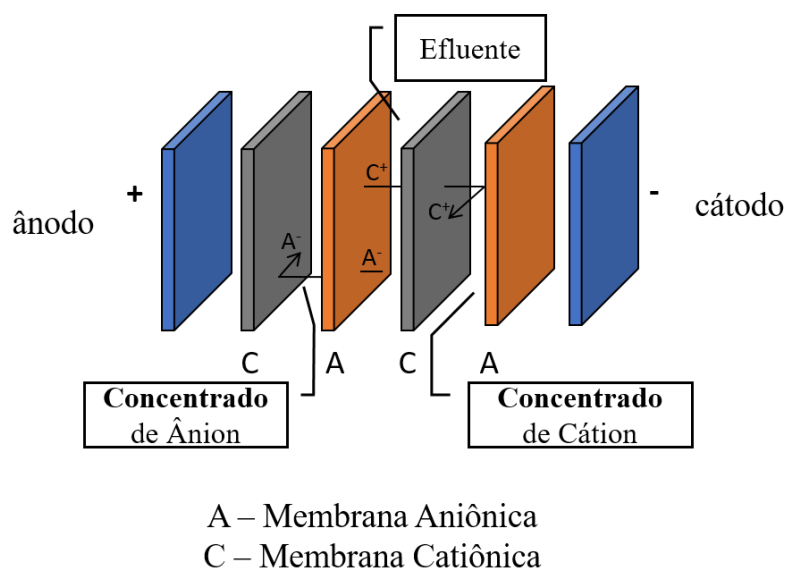 Efluente
+
-
ânodo
cátodo
C⁺
C⁺
A⁻
A⁻
C
A
C
A
Concentrado
de Ânion
Concentrado
de Cátion
A – Membrana Aniônica
C – Membrana Catiônica